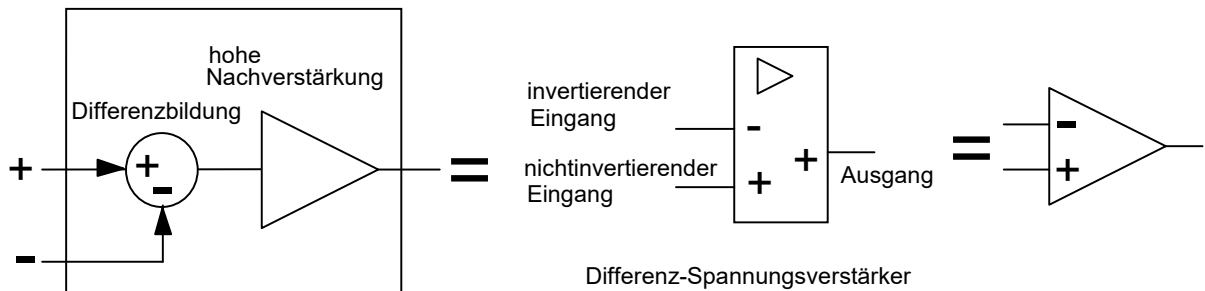 hohe
Nachverstärkung
Differenzbildung
+
+
-
-
=
invertierender
Eingang
-
nichtinvertierender
Eingang
+
+
Ausgang
=
-
+
Differenz-Spannungsverstärker